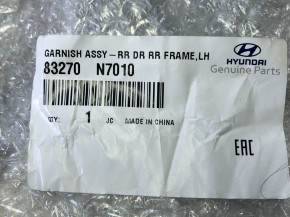 GARNISH ASSY-RR DR RR FRAME,LH
83270 N7010
HYUNDAI
Genuine Parts
QTY: 1 JC MADE IN CHINA
EAC